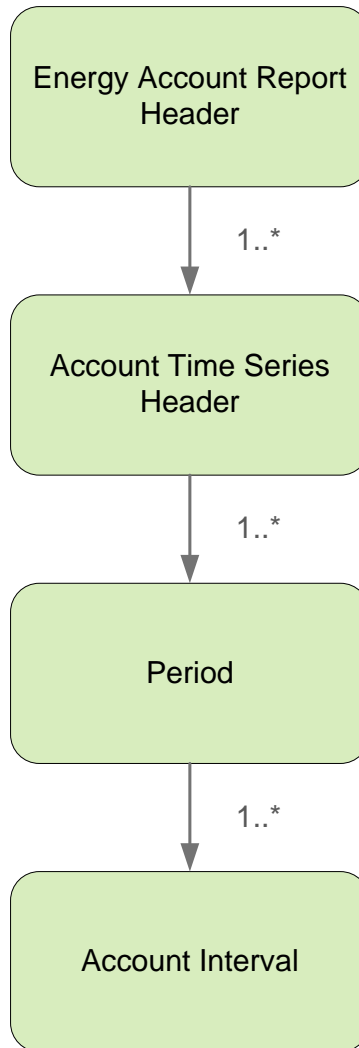 Energy Account Report
Header
1..*
Account Time Series
Header
1..*
Period
1..*
Account Interval